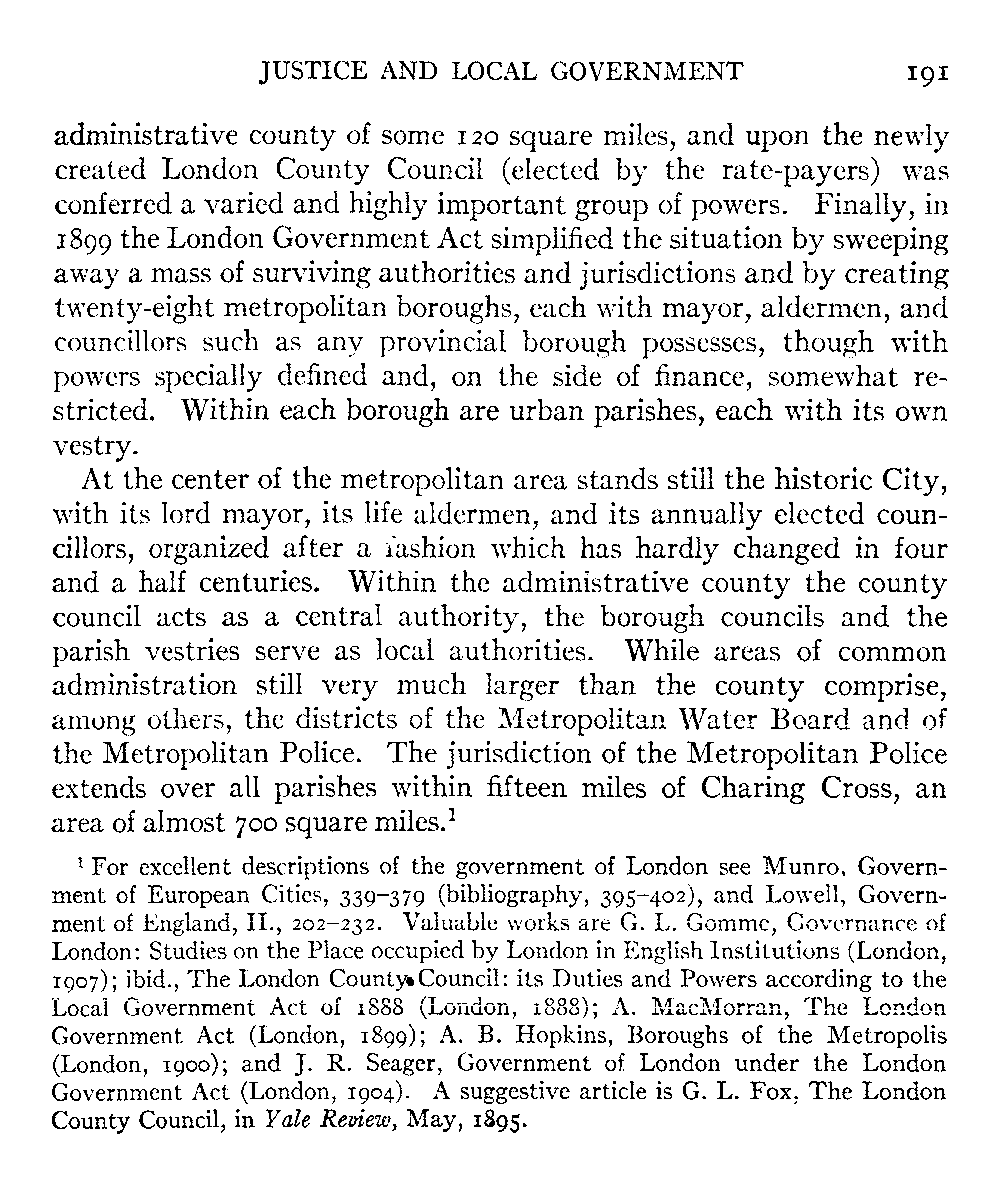 JUSTICE AND LOCAL GOVERNMENT 191
administrative county of some 120 square miles, and upon the newly
created London County Council (elected by the rate-payers) was
conferred a varied and highly important group of powers. Finally, in
1899 the London Government Act simplified the situation by sweeping
away a mass of surviving authorities and jurisdictions and by creating
twenty-eight metropolitan boroughs, each with mayor, aldermen, and
councillors such as any provincial borough possesses, though with
powers specially defined and, on the side of finance, somewhat re-
stricted. Within each borough are urban parishes, each with its own
vestry.
At the center of the metropolitan area stands still the historic City,
with its lord mayor, its life aldermen, and its annually elected coun-
cillors, organized after a fashion which has hardly changed in four
and a half centuries. Within the administrative county the county
council acts as a central authority, the borough councils and the
parish vestries serve as local authorities. While areas of common
administration still very much larger than the county comprise,
among others, the districts of the Metropolitan Water Board and of
the Metropolitan Police. The jurisdiction of the Metropolitan Police
extends over all parishes within fifteen miles of Charing Cross, an
area of almost 700 square miles.¹
¹ For excellent descriptions of the government of London see Munro, Govern-
ment of European Cities, 339–379 (bibliography, 395–402), and Lowell, Govern-
ment of England, II., 202–232. Valuable works are G. L. Gomme, Governance of
London: Studies on the Place occupied by London in English Institutions (London,
1907); ibid., The London County Council: its Duties and Powers according to the
Local Government Act of 1888 (London, 1888); A. MacMorran, The London
Government Act (London, 1899); A. B. Hopkins, Boroughs of the Metropolis
(London, 1900); and J. R. Seager, Government of London under the London
Government Act (London, 1904). A suggestive article is G. L. Fox, The London
County Council, in Yale Review, May, 1895.